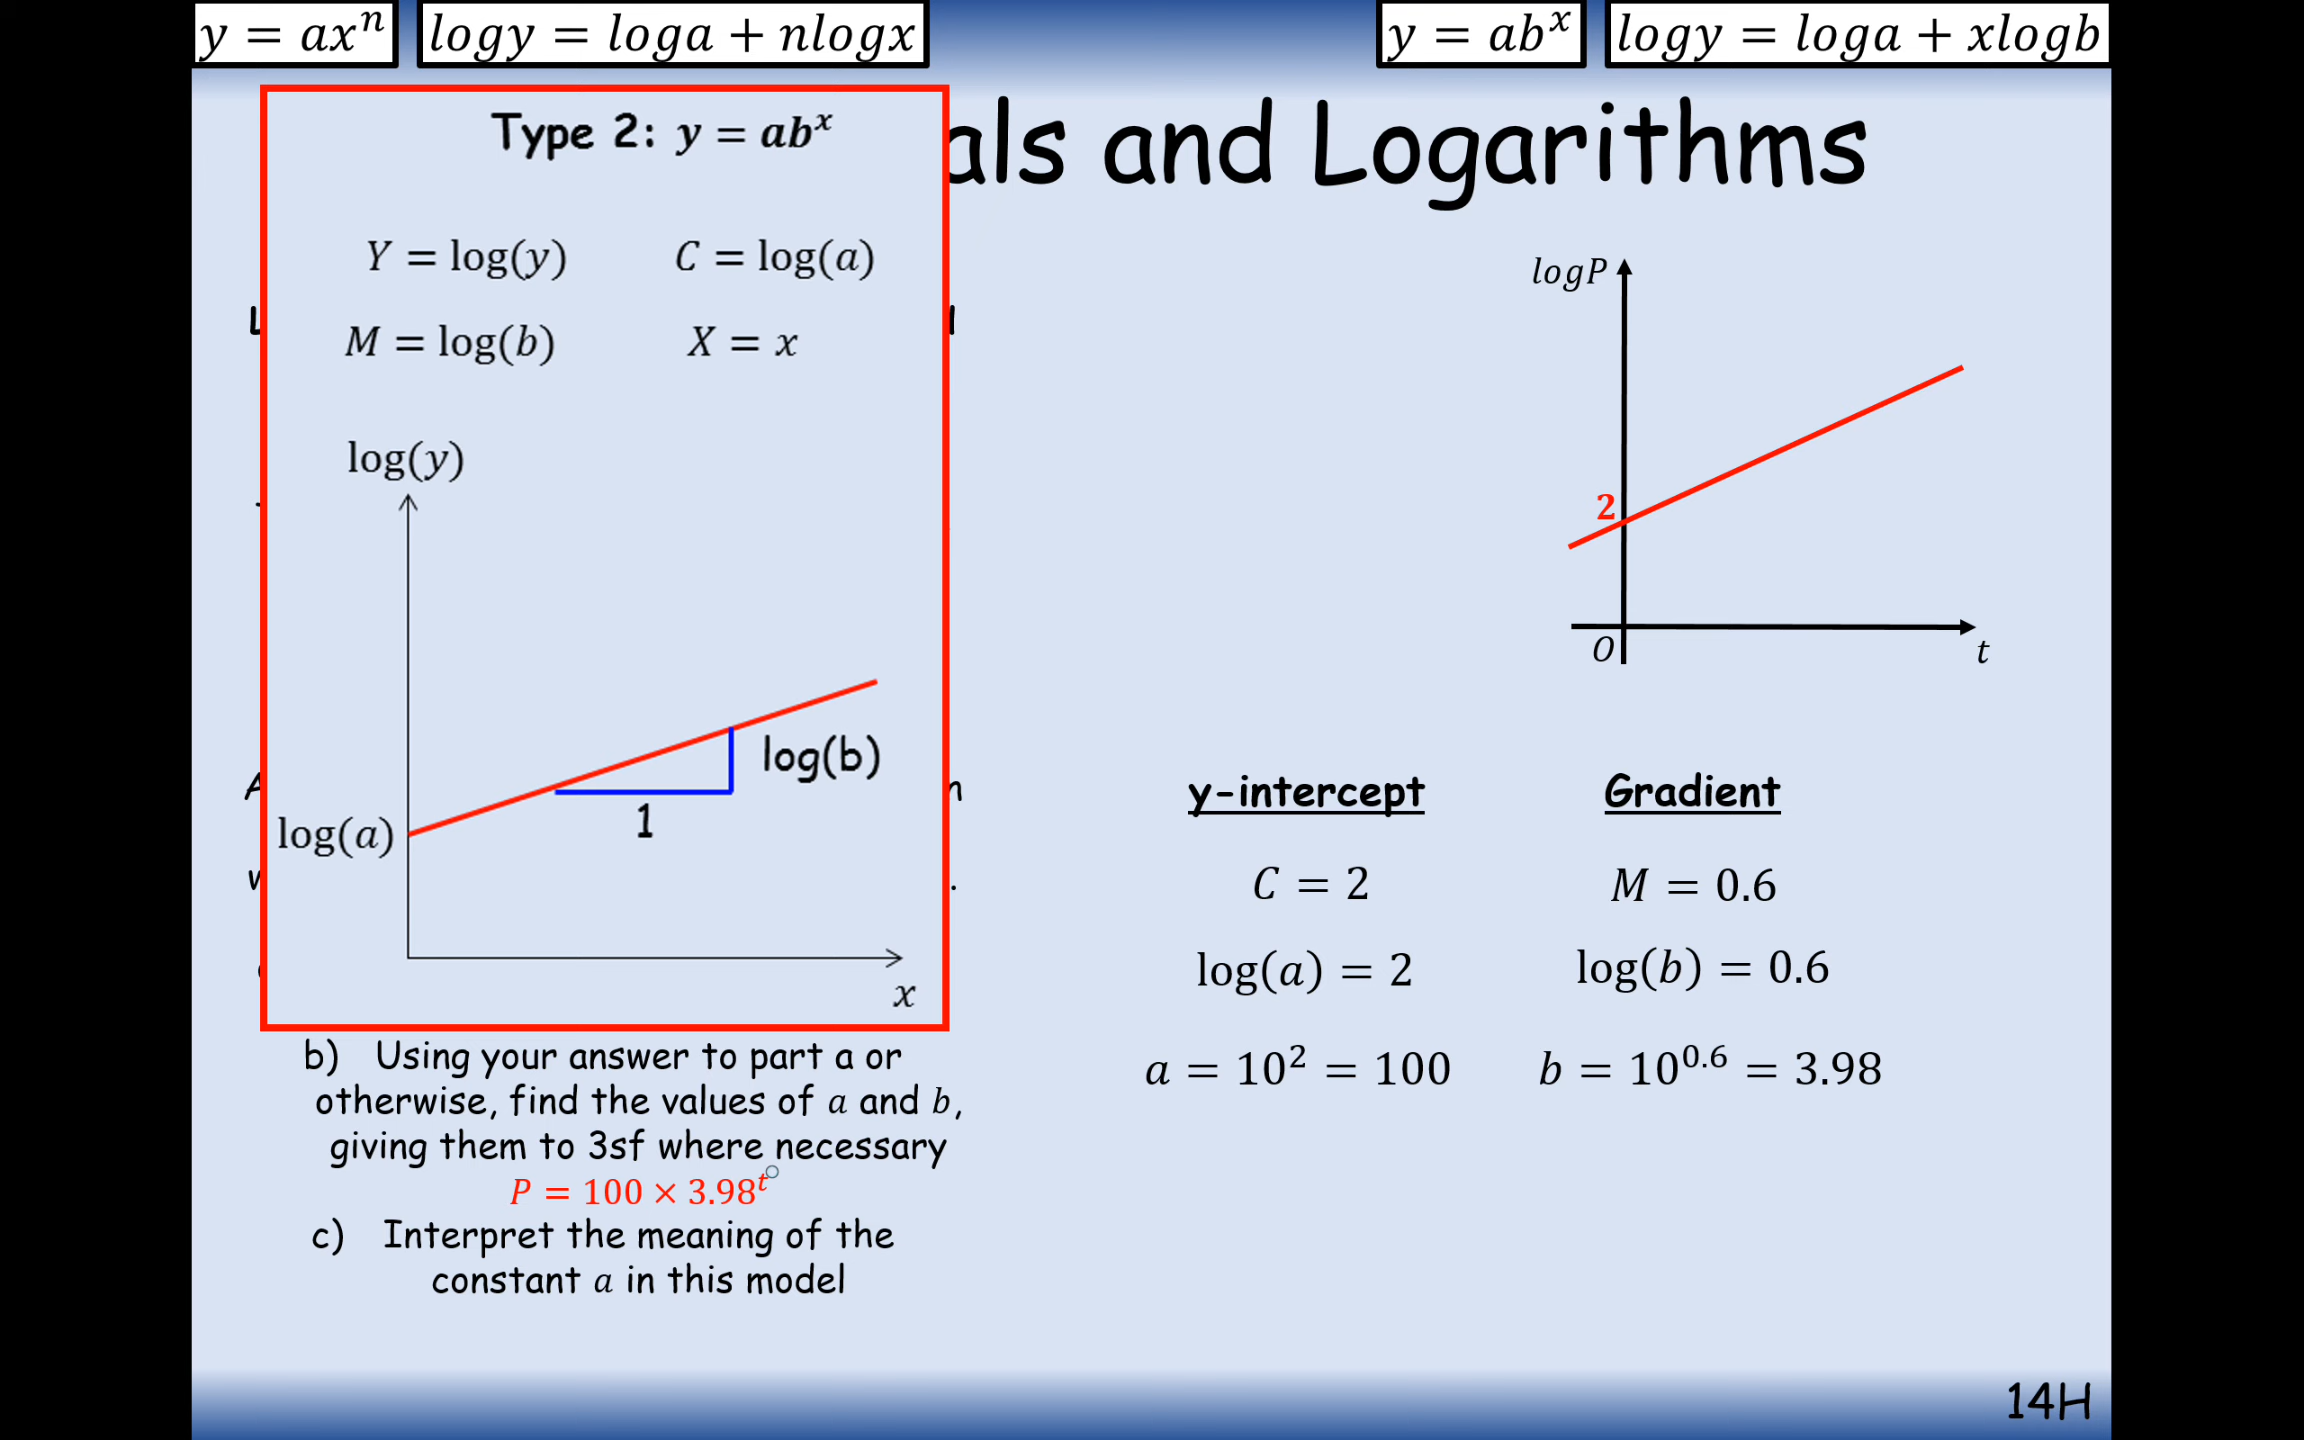 y = ax^n
logy = loga + nlogx
y = ab^x
logy = loga + xlogb
als and Logarithms
Type 2: y = ab^x
Y = log(y)
C = log(a)
M = log(b)
X = x
log(y)
log(b)
1
log(a)
x
logP
2
O
t
y-intercept
Gradient
C = 2
M = 0.6
log(a) = 2
log(b) = 0.6
a = 10² = 100
b = 10^0.6 = 3.98
b) Using your answer to part a or
otherwise, find the values of a and b,
giving them to 3sf where necessary
P = 100 × 3.98^t
c) Interpret the meaning of the
constant a in this model
14H